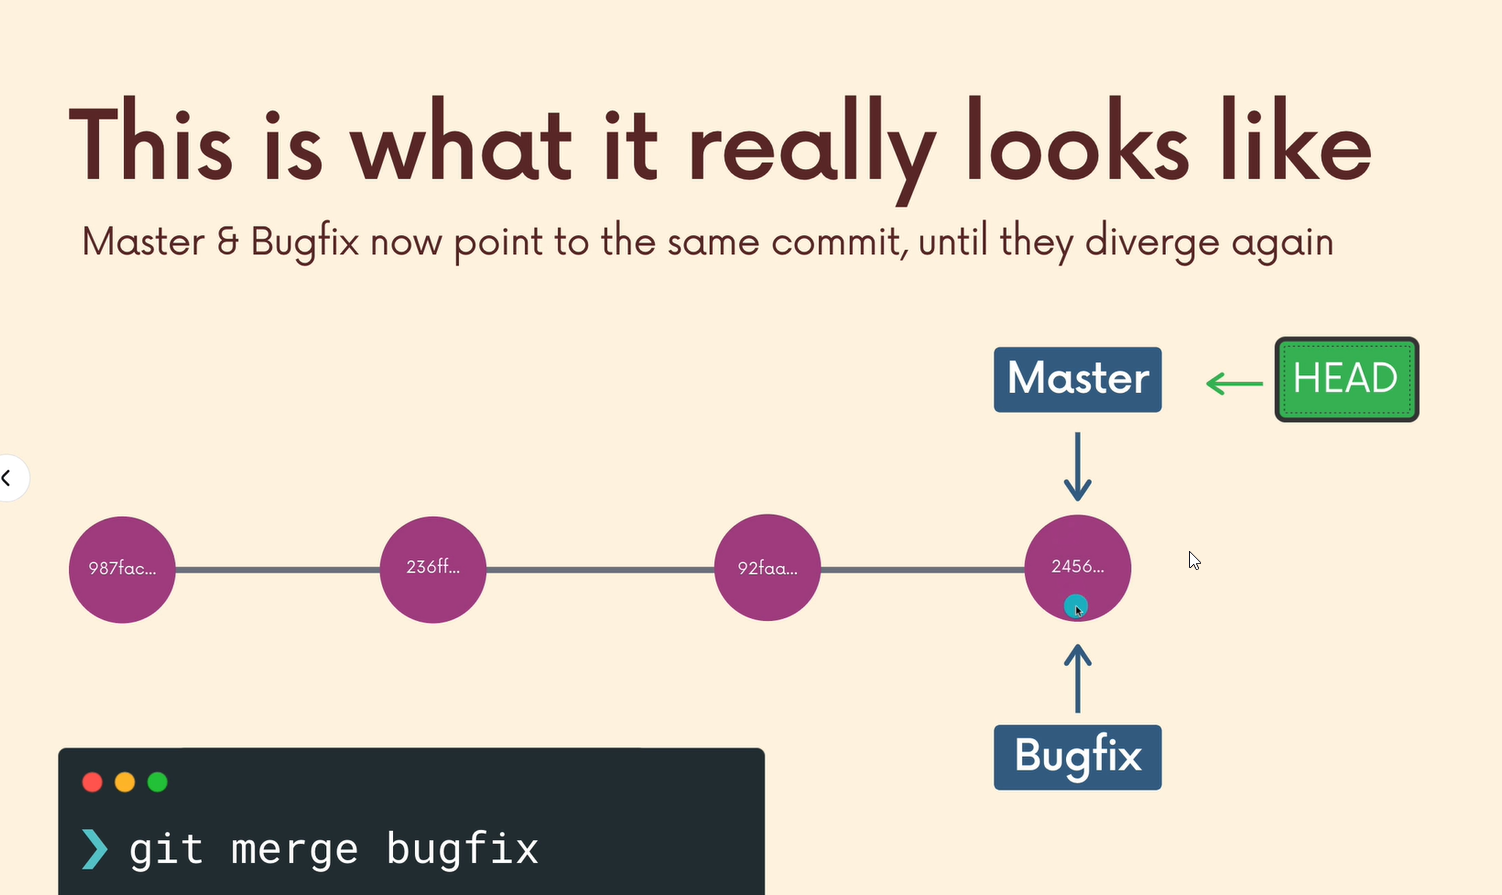 This is what it really looks like
Master & Bugfix now point to the same commit, until they diverge again
Master
HEAD
987fac...
236ff...
92faa...
2456...
Bugfix
❯ git merge bugfix